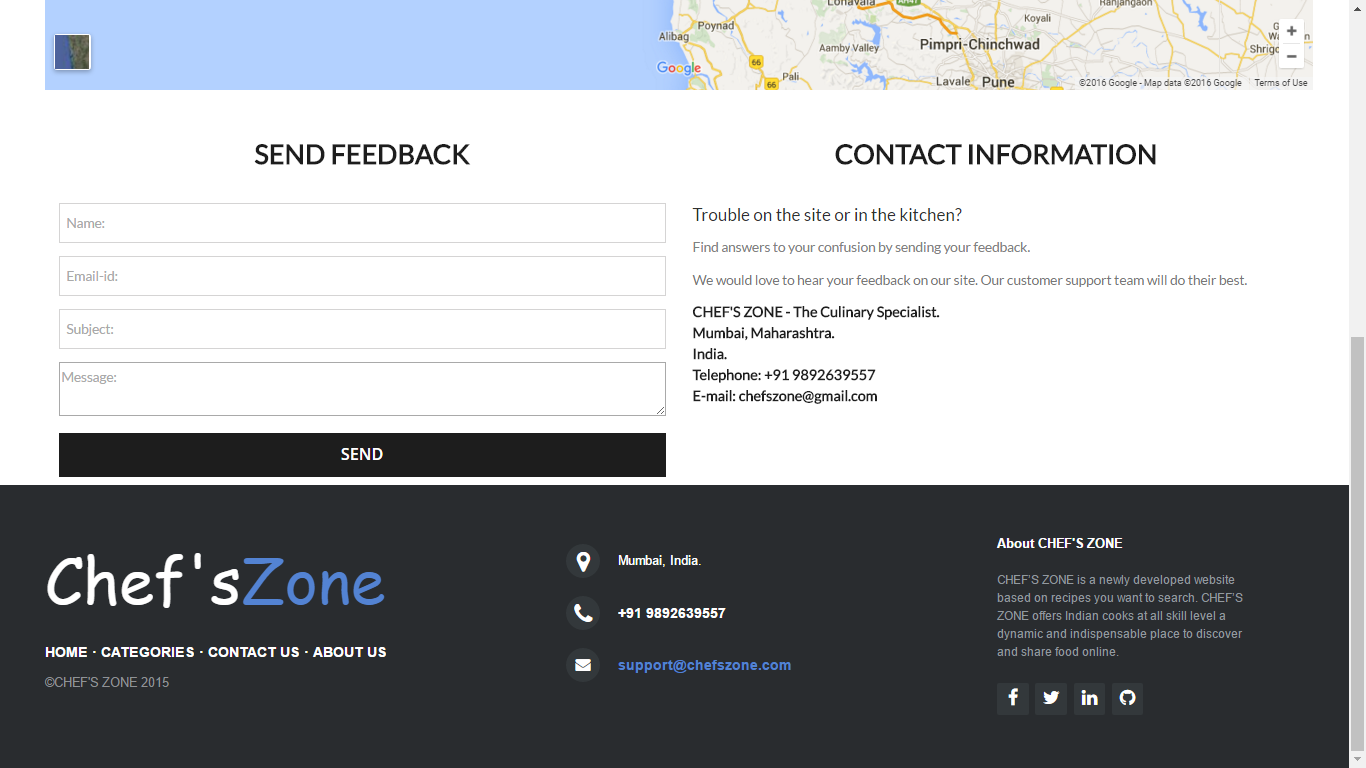 Lonavala
AH47
Ranjangaon
Poynad
Koyali
Alibag
Aamby Valley
Pimpri-Chinchwad
+
Google
66
Pali
66
Lavale
Pune
−
©2016 Google - Map data ©2016 Google
Terms of Use
SEND FEEDBACK
Name:
Email-id:
Subject:
Message:
SEND
CONTACT INFORMATION
Trouble on the site or in the kitchen?
Find answers to your confusion by sending your feedback.
We would love to hear your feedback on our site. Our customer support team will do their best.
CHEF'S ZONE - The Culinary Specialist.
Mumbai, Maharashtra.
India.
Telephone: +91 9892639557
E-mail: chefszone@gmail.com
Chef'sZone
HOME · CATEGORIES · CONTACT US · ABOUT US
©CHEF'S ZONE 2015
Mumbai, India.
+91 9892639557
support@chefszone.com
About CHEF'S ZONE
CHEF'S ZONE is a newly developed website
based on recipes you want to search. CHEF'S
ZONE offers Indian cooks at all skill level a
dynamic and indispensable place to discover
and share food online.